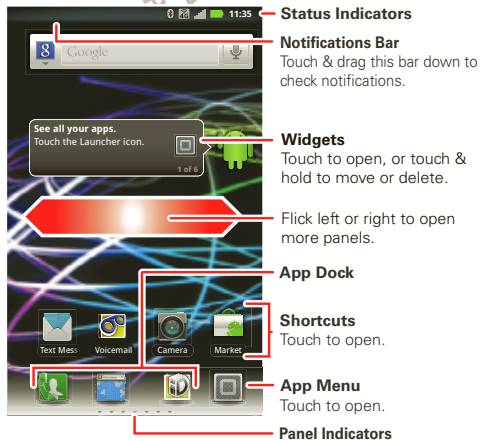 11:35
Status Indicators
Google
Notifications Bar
Touch & drag this bar down to
check notifications.
See all your apps.
Touch the Launcher icon.
1 of 6
Widgets
Touch to open, or touch &
hold to move or delete.
Flick left or right to open
more panels.
App Dock
Text Mess
Voicemail
Camera
Market
Shortcuts
Touch to open.
App Menu
Touch to open.
Panel Indicators